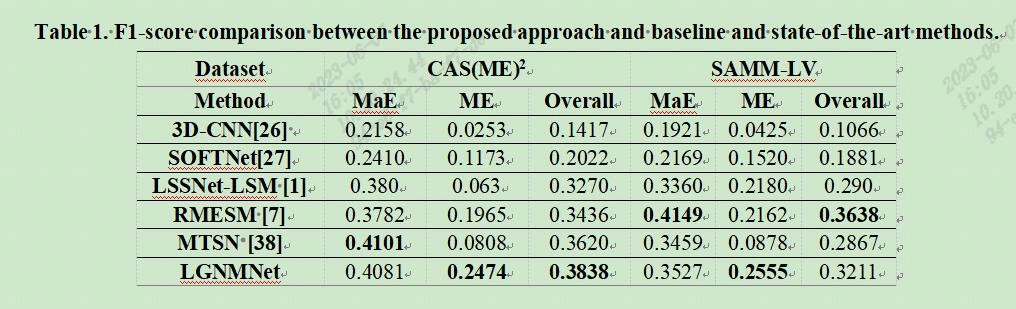 Table 1. F1-score comparison between the proposed approach and baseline and state-of-the-art methods.
Dataset CAS(ME)² SAMM-LV
Method MaE ME Overall MaE ME Overall
3D-CNN[26] 0.2158 0.0253 0.1417 0.1921 0.0425 0.1066
SOFTNet[27] 0.2410 0.1173 0.2022 0.2169 0.1520 0.1881
LSSNet-LSM [1] 0.380 0.063 0.3270 0.3360 0.2180 0.290
RMESM [7] 0.3782 0.1965 0.3436 0.4149 0.2162 0.3638
MTSN [38] 0.4101 0.0808 0.3620 0.3459 0.0878 0.2867
LGNMNet 0.4081 0.2474 0.3838 0.3527 0.2555 0.3211
16:05
16:05